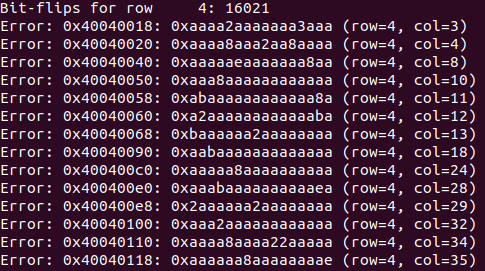 Bit-flips for row     4: 16021
Error: 0x40040018: 0xaaaa2aaaaaaa3aaa (row=4, col=3)
Error: 0x40040020: 0xaaaa8aaa2aa8aaaa (row=4, col=4)
Error: 0x40040040: 0xaaaaaeaaaaaaa8aa (row=4, col=8)
Error: 0x40040050: 0xaaa8aaaaaaaaaaaa (row=4, col=10)
Error: 0x40040058: 0xabaaaaaaaaaaaa8a (row=4, col=11)
Error: 0x40040060: 0xa2aaaaaaaaaaaaba (row=4, col=12)
Error: 0x40040068: 0xbaaaaaa2aaaaaaaa (row=4, col=13)
Error: 0x40040090: 0xaabaaaaaaaaaaaaa (row=4, col=18)
Error: 0x400400c0: 0xaaaaa8aaaaaaaaaa (row=4, col=24)
Error: 0x400400e0: 0xaaabaaaaaaaaaaea (row=4, col=28)
Error: 0x400400e8: 0x2aaaaaa2aaaaaaaa (row=4, col=29)
Error: 0x40040100: 0xaaa2aaaaaaaaaaaa (row=4, col=32)
Error: 0x40040110: 0xaaaa8aaaa22aaaaa (row=4, col=34)
Error: 0x40040118: 0xaaaaaa8aaaaaaaae (row=4, col=35)